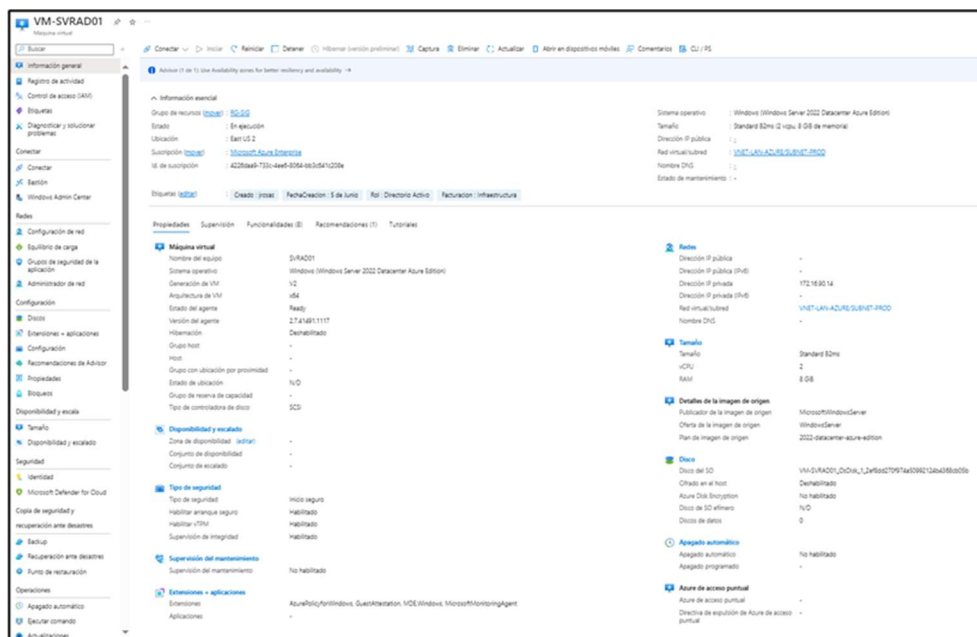 VM-SVRAD01
Máquina virtual
Buscar
Información general
Registro de actividad
Control de acceso (IAM)
Etiquetas
Diagnosticar y solucionar
problemas
Conectar
Conectar
Bastión
Windows Admin Center
Redes
Configuración de red
Equilibrio de carga
Grupos de seguridad de la
aplicación
Administrador de red
Configuración
Discos
Extensiones + aplicaciones
Configuración
Recomendaciones de Advisor
Propiedades
Bloqueos
Disponibilidad y escala
Tamaño
Disponibilidad y escalado
Seguridad
Identidad
Microsoft Defender for Cloud
Copia de seguridad y
recuperación ante desastres
Backup
Recuperación ante desastres
Punto de restauración
Operaciones
Apagado automático
Ejecutar comando
Actualizaciones
Conectar Iniciar Reiniciar Detener Hibernar (versión preliminar) Captura Eliminar Actualizar Abrir en dispositivos móviles Comentarios CLI / PS
Advisor (1 de 1): Use Availability zones for better resiliency and availability →
Información esencial
Grupo de recursos (mover) : RG-SIG
Estado : En ejecución
Ubicación : East US 2
Suscripción (mover) : Microsoft Azure Enterprise
Id. de suscripción :
Sistema operativo : Windows (Windows Server 2022 Datacenter Azure Edition)
Tamaño : Standard B2ms (2 vcpu, 8 GiB de memoria)
Dirección IP pública : -
Red virtual/subred : VNET-LAN-AZURE/SUBNET-PROD
Nombre DNS : -
Estado de mantenimiento : -
Etiquetas (editar) : Creado : jrosas FechaCreacion : 5 de Junio Rol : Directorio Activo Facturacion : Infraestructura
Propiedades Supervisión Funcionalidades (8) Recomendaciones (1) Tutoriales
Máquina virtual
Nombre del equipo SVRAD01
Sistema operativo Windows (Windows Server 2022 Datacenter Azure Edition)
Generación de VM V2
Arquitectura de VM x64
Estado del agente Ready
Versión del agente 2.7.41491.1117
Hibernación Deshabilitado
Grupo host -
Host -
Grupo con ubicación por proximidad -
Estado de ubicación N/D
Grupo de reserva de capacidad -
Tipo de controladora de disco SCSI
Disponibilidad y escalado
Zona de disponibilidad (editar) -
Conjunto de disponibilidad -
Conjunto de escalado -
Tipo de seguridad
Tipo de seguridad Inicio seguro
Habilitar arranque seguro Habilitado
Habilitar vTPM Habilitado
Supervisión de integridad Habilitado
Supervisión del mantenimiento
Supervisión del mantenimiento No habilitado
Extensiones + aplicaciones
Extensiones AzurePolicyforWindows, GuestAttestation, MDE.Windows, MicrosoftMonitoringAgent
Aplicaciones -
Redes
Dirección IP pública -
Dirección IP pública (IPv6) -
Dirección IP privada 172.16.90.14
Dirección IP privada (IPv6) -
Red virtual/subred VNET-LAN-AZURE/SUBNET-PROD
Nombre DNS -
Tamaño
Tamaño Standard B2ms
vCPU 2
RAM 8 GiB
Detalles de la imagen de origen
Publicador de la imagen de origen MicrosoftWindowsServer
Oferta de la imagen de origen WindowsServer
Plan de imagen de origen 2022-datacenter-azure-edition
Disco
Disco del SO
Cifrado en el host Deshabilitado
Azure Disk Encryption No habilitado
Disco de SO efímero N/D
Discos de datos 0
Apagado automático
Apagado automático No habilitado
Apagado programado -
Azure de acceso puntual
Azure de acceso puntual -
Directiva de expulsión de Azure de acceso -
puntual